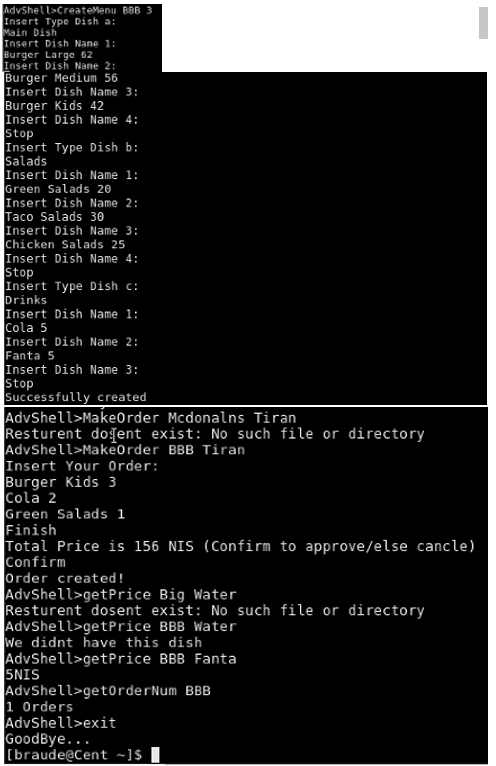 AdvShell>CreateMenu BBB 3
Insert Type Dish a:
Main Dish
Insert Dish Name 1:
Burger Large 62
Insert Dish Name 2:
Burger Medium 56
Insert Dish Name 3:
Burger Kids 42
Insert Dish Name 4:
Stop
Insert Type Dish b:
Salads
Insert Dish Name 1:
Green Salads 20
Insert Dish Name 2:
Taco Salads 30
Insert Dish Name 3:
Chicken Salads 25
Insert Dish Name 4:
Stop
Insert Type Dish c:
Drinks
Insert Dish Name 1:
Cola 5
Insert Dish Name 2:
Fanta 5
Insert Dish Name 3:
Stop
Successfully created
AdvShell>MakeOrder Mcdonalns Tiran
Resturent dosent exist: No such file or directory
AdvShell>MakeOrder BBB Tiran
Insert Your Order:
Burger Kids 3
Cola 2
Green Salads 1
Finish
Total Price is 156 NIS (Confirm to approve/else cancle)
Confirm
Order created!
AdvShell>getPrice Big Water
Resturent dosent exist: No such file or directory
AdvShell>getPrice BBB Water
We didnt have this dish
AdvShell>getPrice BBB Fanta
5NIS
AdvShell>getOrderNum BBB
1 Orders
AdvShell>exit
GoodBye...
[braude@Cent ~]$